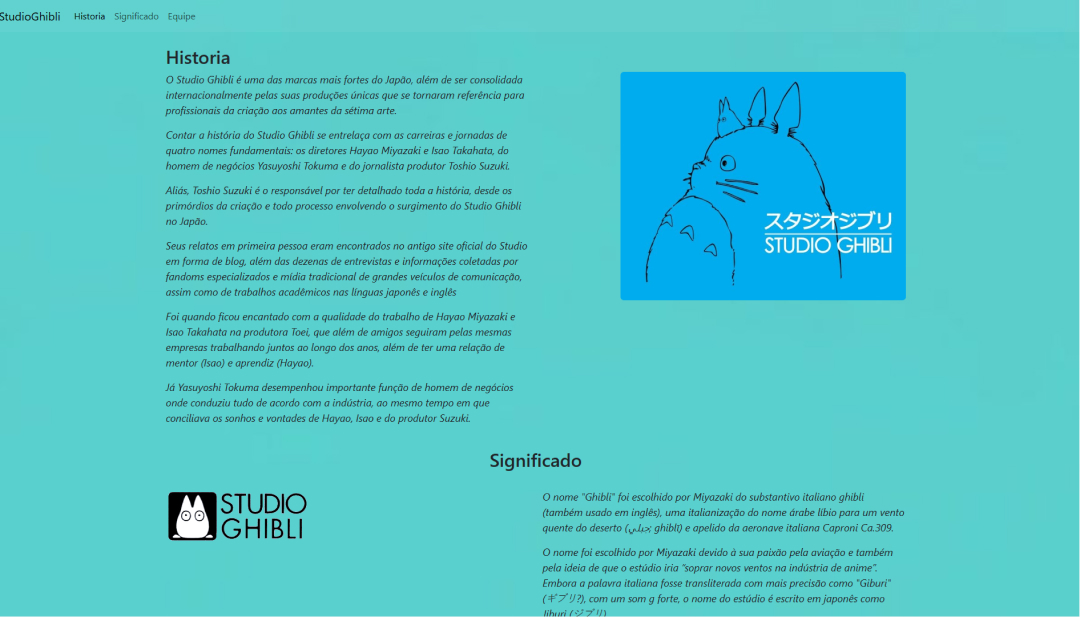 StudioGhibli Historia Significado Equipe
Historia
O Studio Ghibli é uma das marcas mais fortes do Japão, além de ser consolidada
internacionalmente pelas suas produções únicas que se tornaram referência para
profissionais da criação aos amantes da sétima arte.
Contar a história do Studio Ghibli se entrelaça com as carreiras e jornadas de
quatro nomes fundamentais: os diretores Hayao Miyazaki e Isao Takahata, do
homem de negócios Yasuyoshi Tokuma e do jornalista produtor Toshio Suzuki.
Aliás, Toshio Suzuki é o responsável por ter detalhado toda a história, desde os
primórdios da criação e todo processo envolvendo o surgimento do Studio Ghibli
no Japão.
Seus relatos em primeira pessoa eram encontrados no antigo site oficial do Studio
em forma de blog, além das dezenas de entrevistas e informações coletadas por
fandoms especializados e mídia tradicional de grandes veículos de comunicação,
assim como de trabalhos acadêmicos nas línguas japonês e inglês
Foi quando ficou encantado com a qualidade do trabalho de Hayao Miyazaki e
Isao Takahata na produtora Toei, que além de amigos seguiram pelas mesmas
empresas trabalhando juntos ao longo dos anos, além de ter uma relação de
mentor (Isao) e aprendiz (Hayao).
Já Yasuyoshi Tokuma desempenhou importante função de homem de negócios
onde conduziu tudo de acordo com a indústria, ao mesmo tempo em que
conciliava os sonhos e vontades de Hayao, Isao e do produtor Suzuki.
スタジオジブリ
STUDIO GHIBLI
Significado
STUDIO
GHIBLI
O nome "Ghibli" foi escolhido por Miyazaki do substantivo italiano ghibli
(também usado em inglês), uma italianização do nome árabe líbio para um vento
quente do deserto (ghibli) e apelido da aeronave italiana Caproni Ca.309.
O nome foi escolhido por Miyazaki devido à sua paixão pela aviação e também
pela ideia de que o estúdio iria "soprar novos ventos na indústria de anime".
Embora a palavra italiana fosse transliterada com mais precisão como "Giburi"
(ギブリ?), com um som g forte, o nome do estúdio é escrito em japonês como
Jiburi (ジブリ)